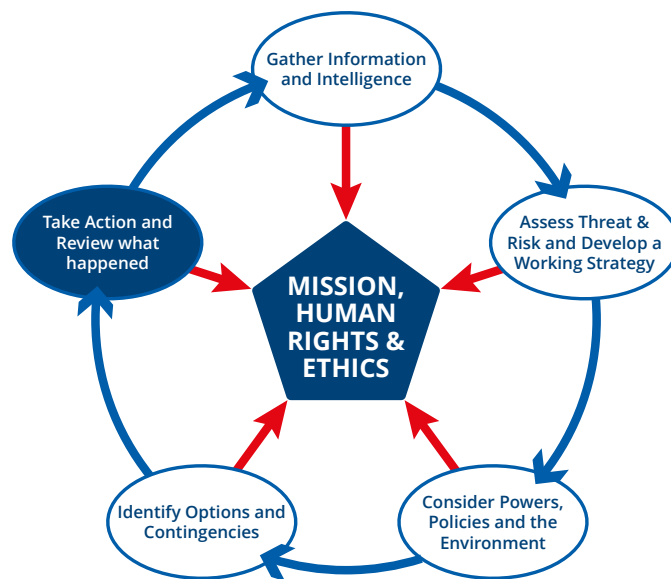 Gather Information
and Intelligence
Assess Threat &
Risk and Develop a
Working Strategy
Consider Powers,
Policies and the
Environment
Identify Options and
Contingencies
Take Action and
Review what
happened
MISSION,
HUMAN
RIGHTS &
ETHICS